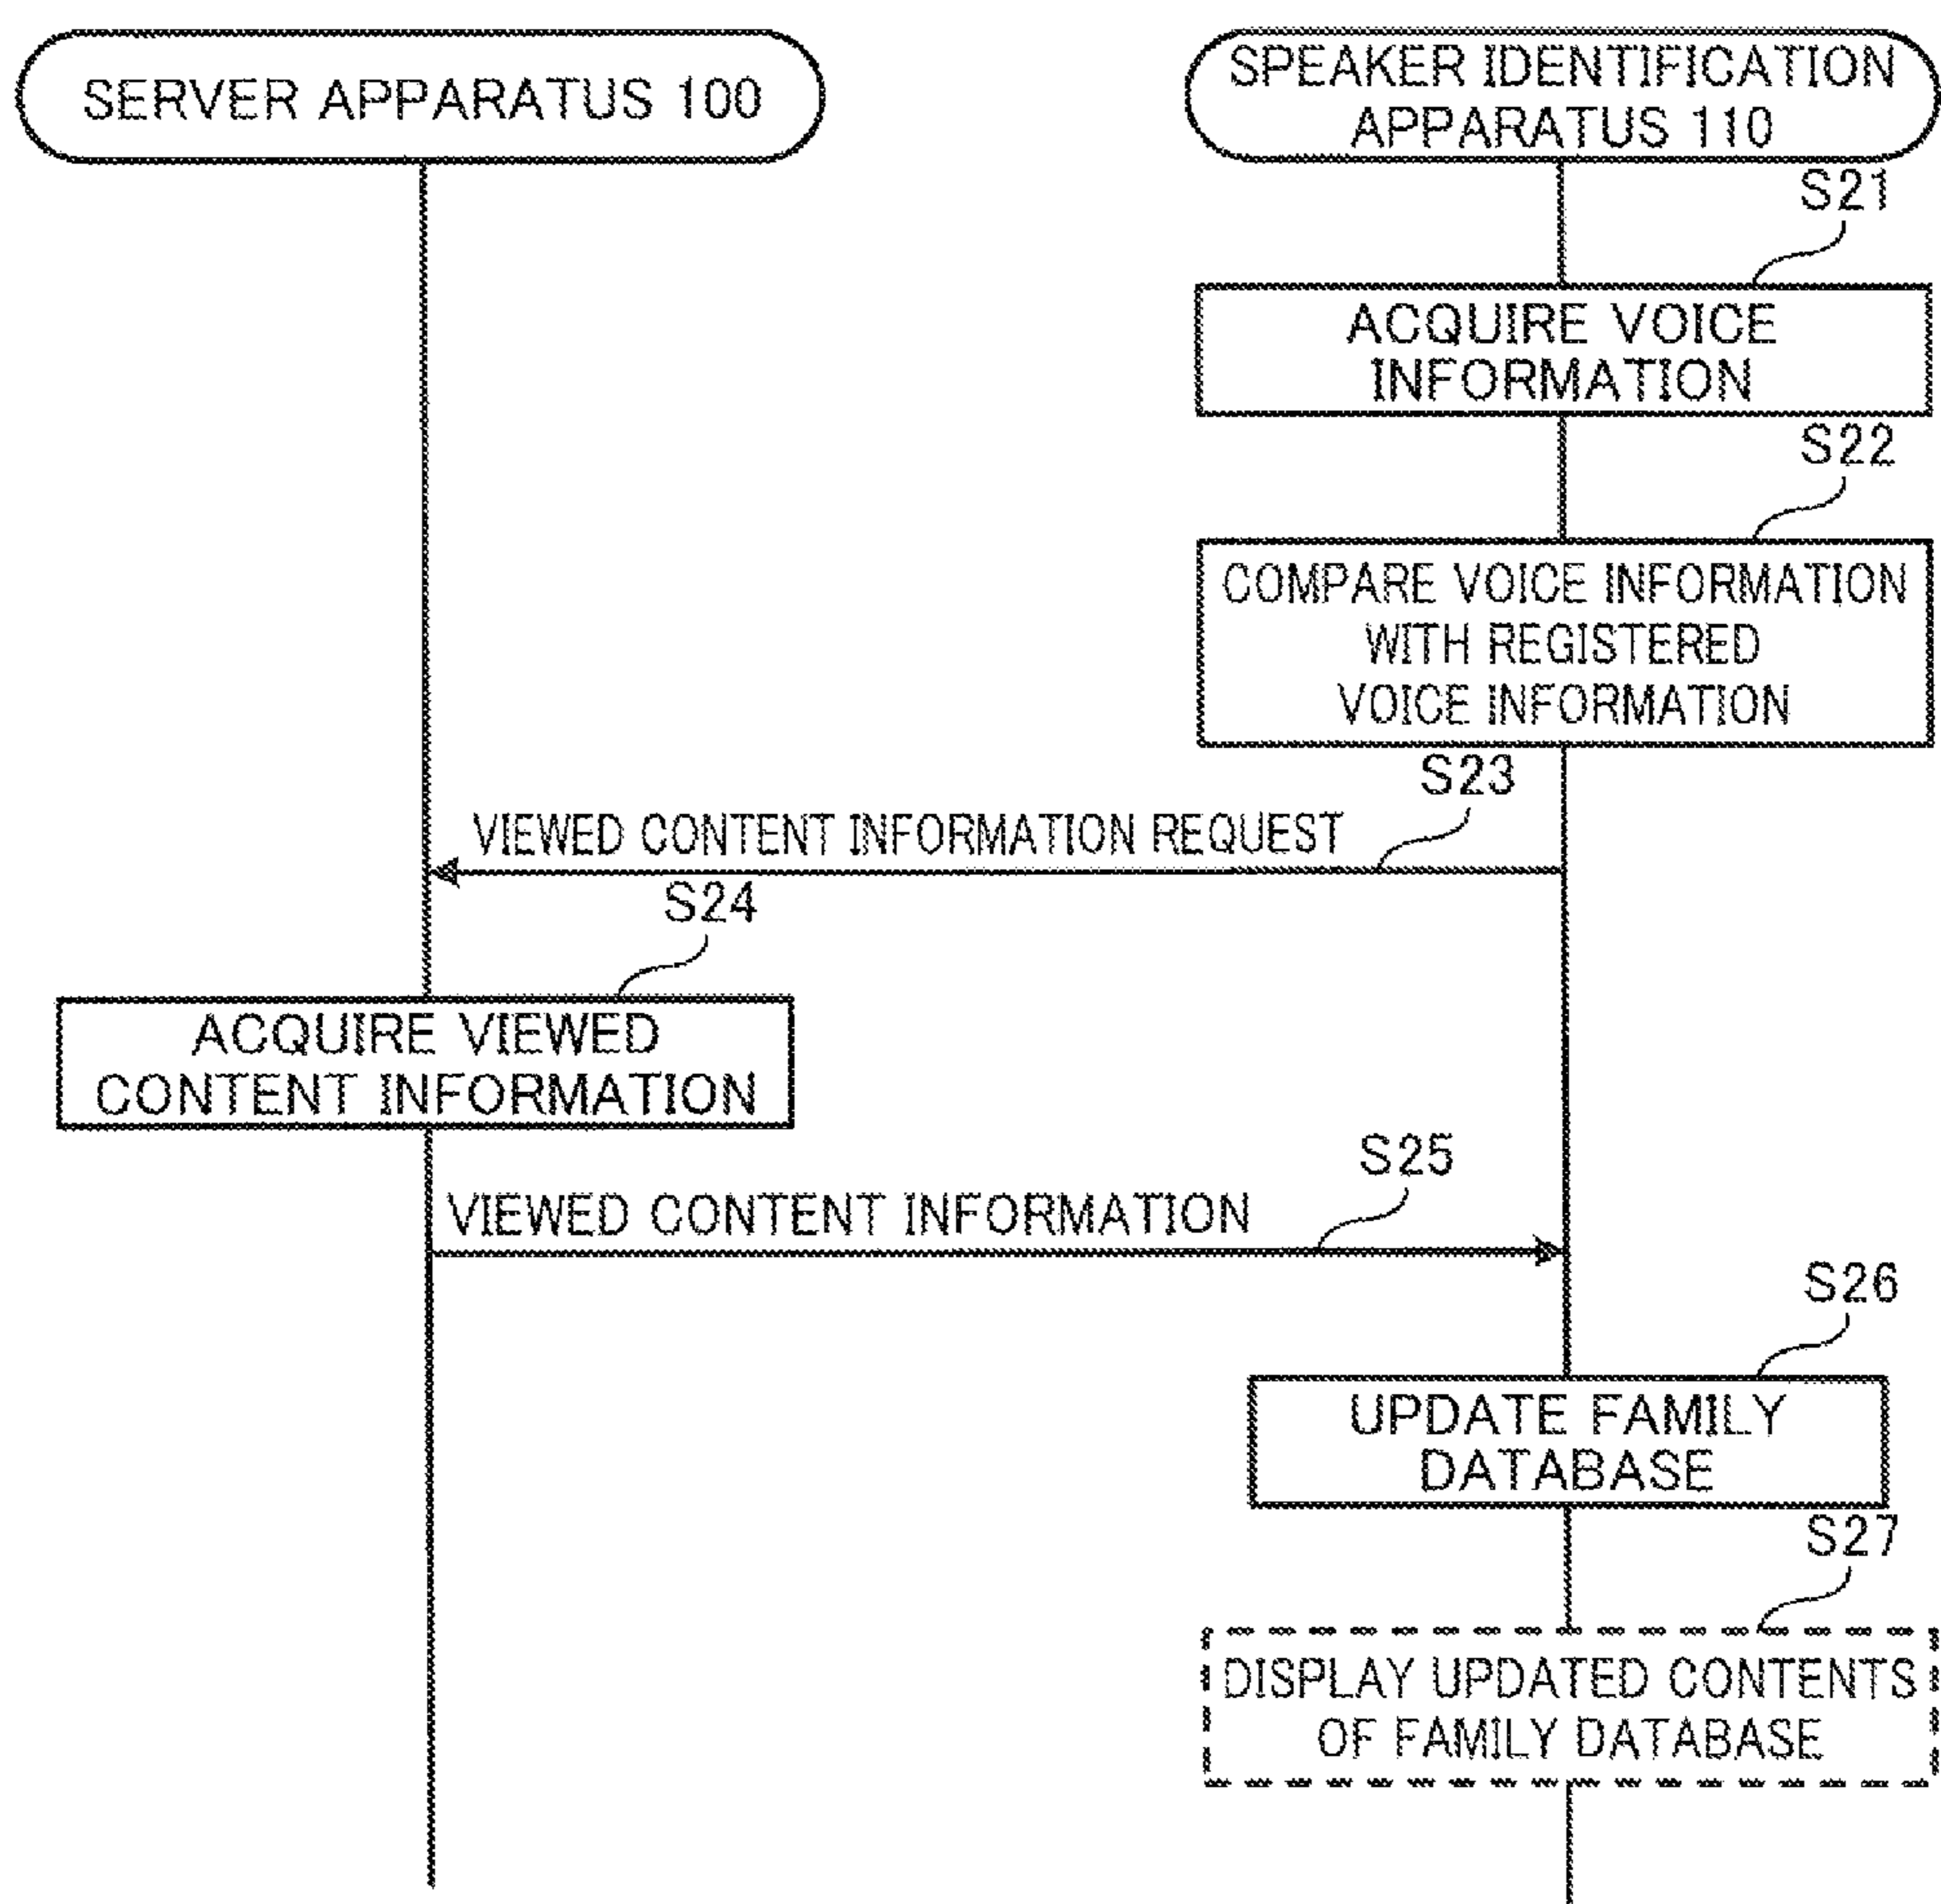 SERVER APPARATUS 100
SPEAKER IDENTIFICATION
APPARATUS 110
S21
ACQUIRE VOICE
INFORMATION
S22
COMPARE VOICE INFORMATION
WITH REGISTERED
VOICE INFORMATION
S23
VIEWED CONTENT INFORMATION REQUEST
S24
ACQUIRE VIEWED
CONTENT INFORMATION
S25
VIEWED CONTENT INFORMATION
S26
UPDATE FAMILY
DATABASE
S27
DISPLAY UPDATED CONTENTS
OF FAMILY DATABASE